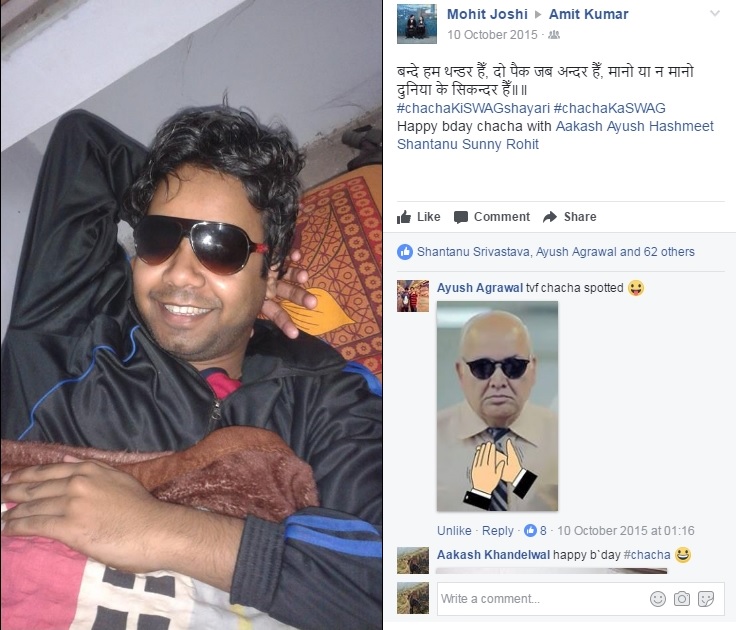 Mohit Joshi ▸ Amit Kumar
10 October 2015 ·
बन्दे हम थन्डर हैँ, दो पैक जब अन्दर हैँ, मानो या न मानो
दुनिया के सिकन्दर हैँ॥॥
#chachaKiSWAGshayari #chachaKaSWAG
Happy bday chacha with Aakash Ayush Hashmeet
Shantanu Sunny Rohit
Like Comment Share
Shantanu Srivastava, Ayush Agrawal and 62 others
Ayush Agrawal tvf chacha spotted
Unlike · Reply · 8 · 10 October 2015 at 01:16
Aakash Khandelwal happy b`day #chacha
Write a comment...